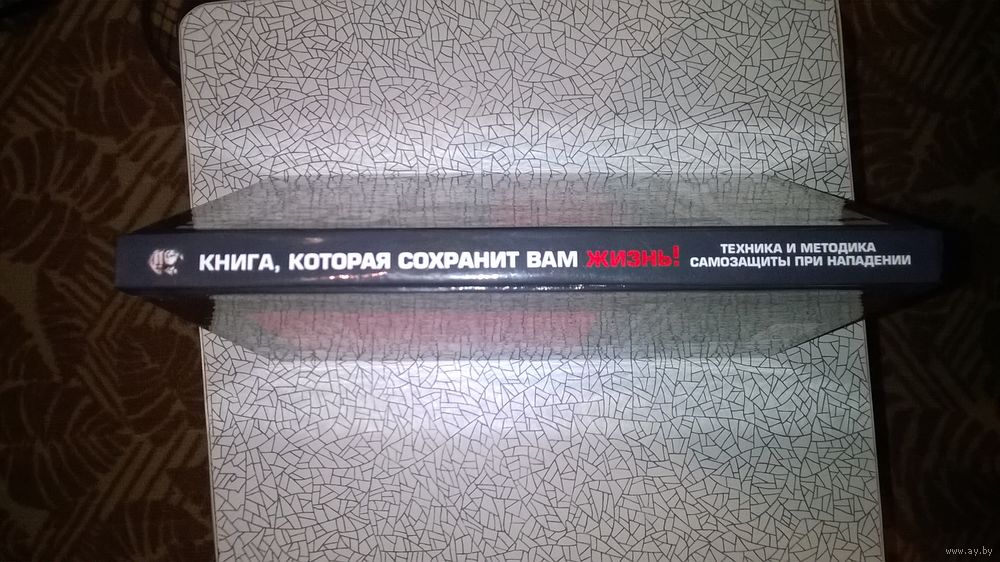 КНИГА, КОТОРАЯ СОХРАНИТ ВАМ ЖИЗНЬ!
ТЕХНИКА И МЕТОДИКА
САМОЗАЩИТЫ ПРИ НАПАДЕНИИ
www.ay.by